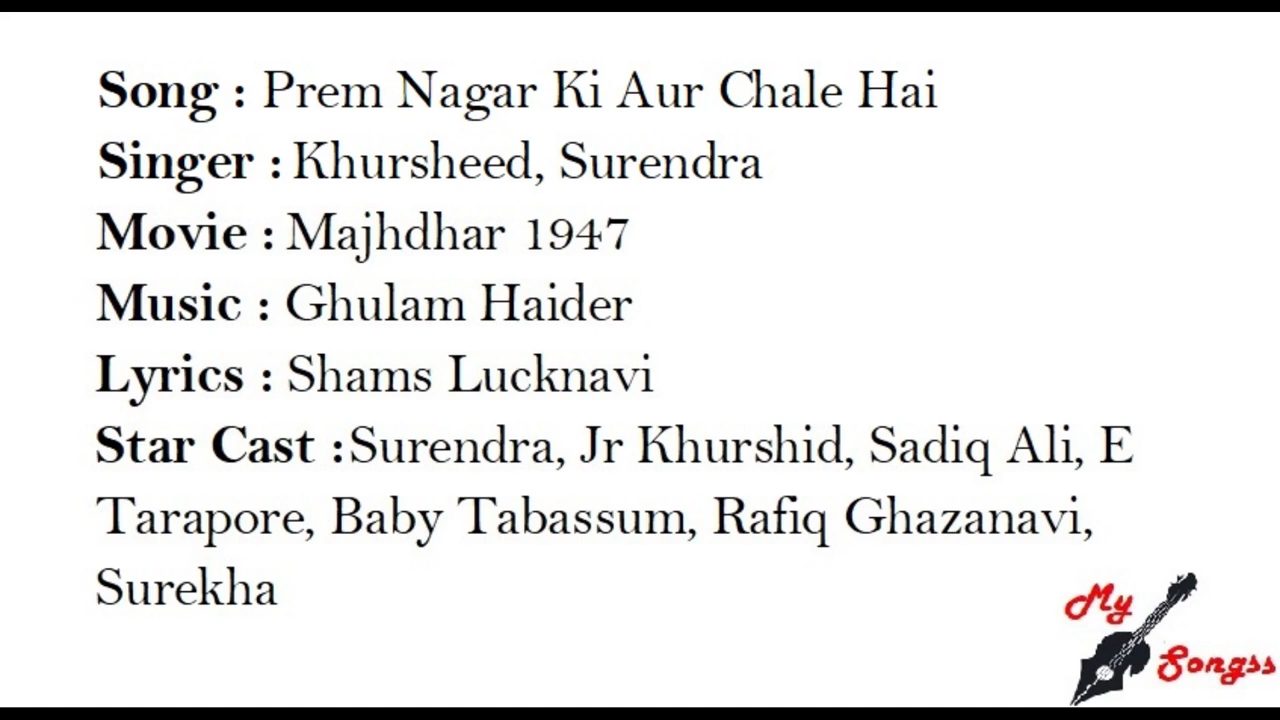 Song : Prem Nagar Ki Aur Chale Hai
Singer : Khursheed, Surendra
Movie : Majhdhar 1947
Music : Ghulam Haider
Lyrics : Shams Lucknavi
Star Cast :Surendra, Jr Khurshid, Sadiq Ali, E
Tarapore, Baby Tabassum, Rafiq Ghazanavi,
Surekha
My
Songss